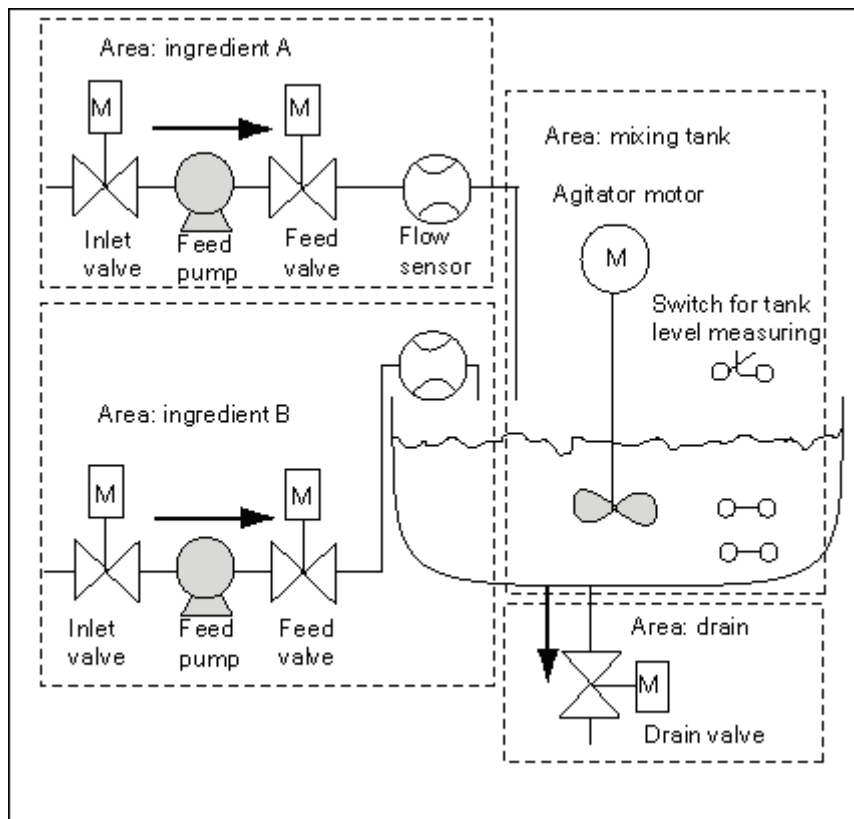 Area: ingredient A
M
M
Inlet
valve
Feed
pump
Feed
valve
Flow
sensor
Area: mixing tank
Agitator motor
M
Switch for tank
level measuring
Area: ingredient B
M
M
Inlet
valve
Feed
pump
Feed
valve
Area: drain
M
Drain valve